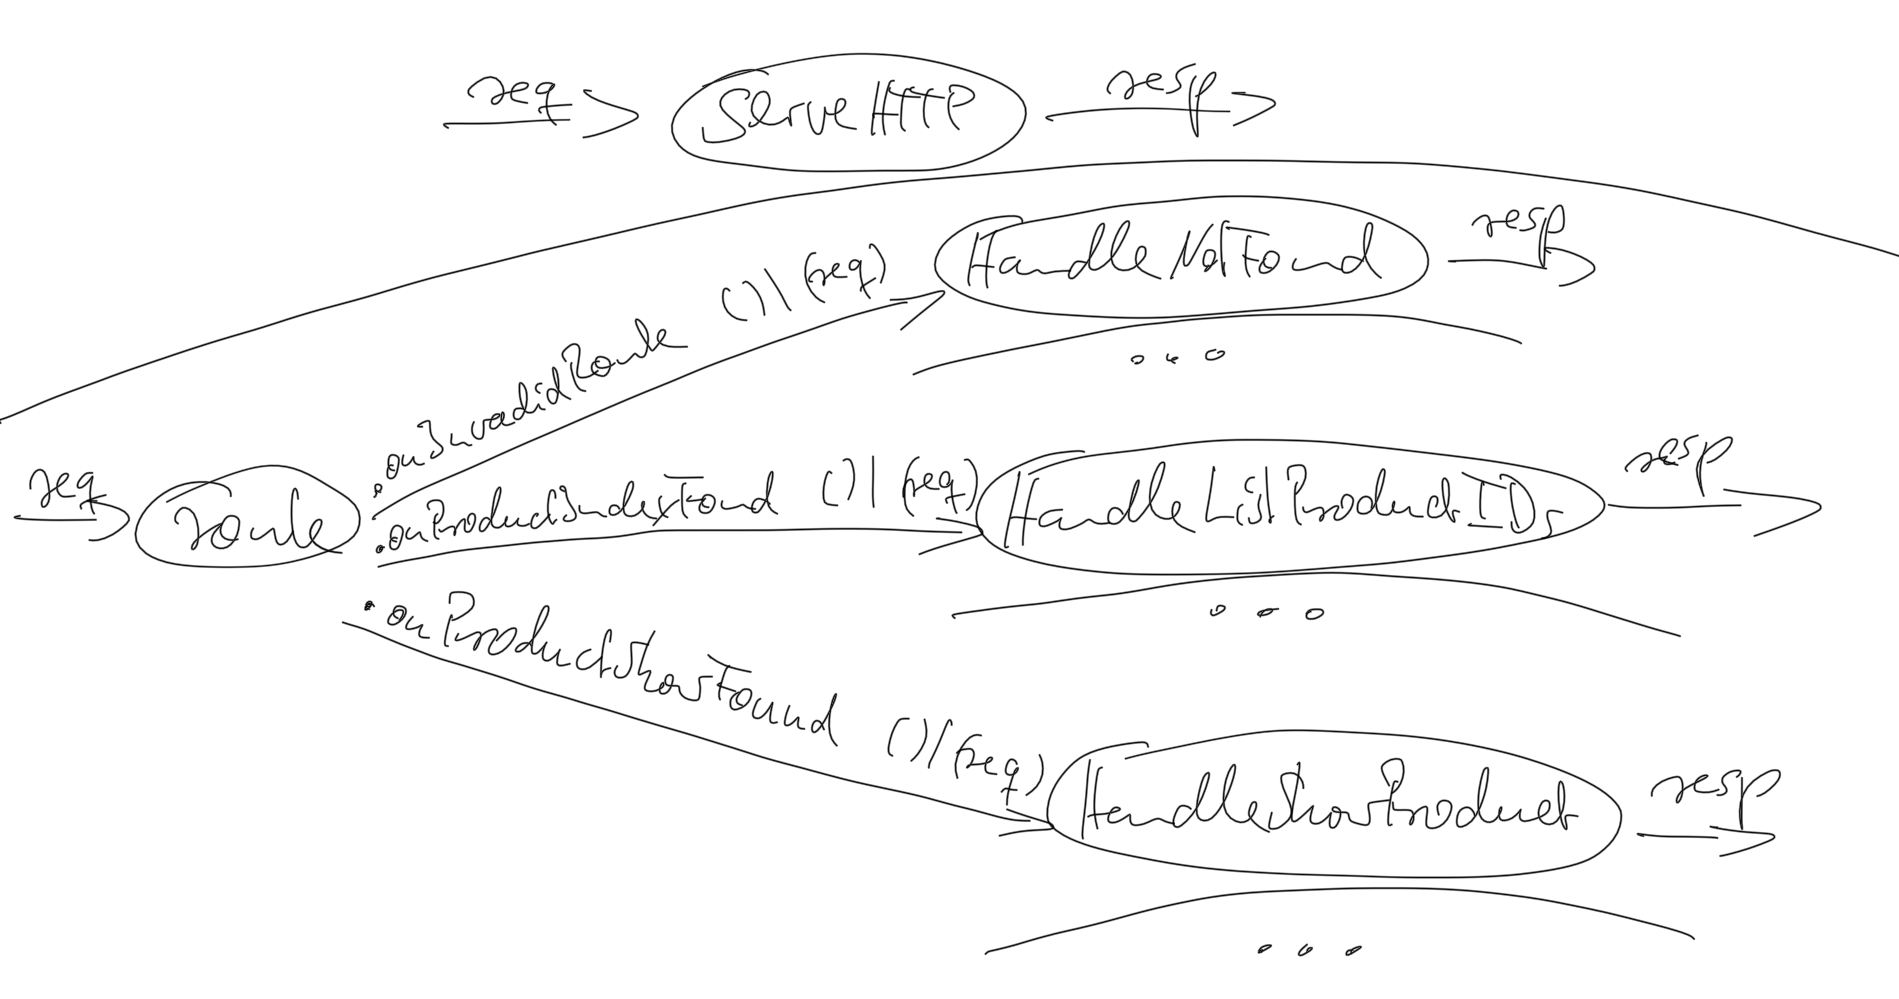 req ServeHTTP resp
HandleNotFound resp
.onInvalidRoute ()|(req)
...
req route .onProductIndexFound ()|(req) HandleListProductIDs resp
...
.onProductShowFound ()|(req) HandleShowProduct resp
...